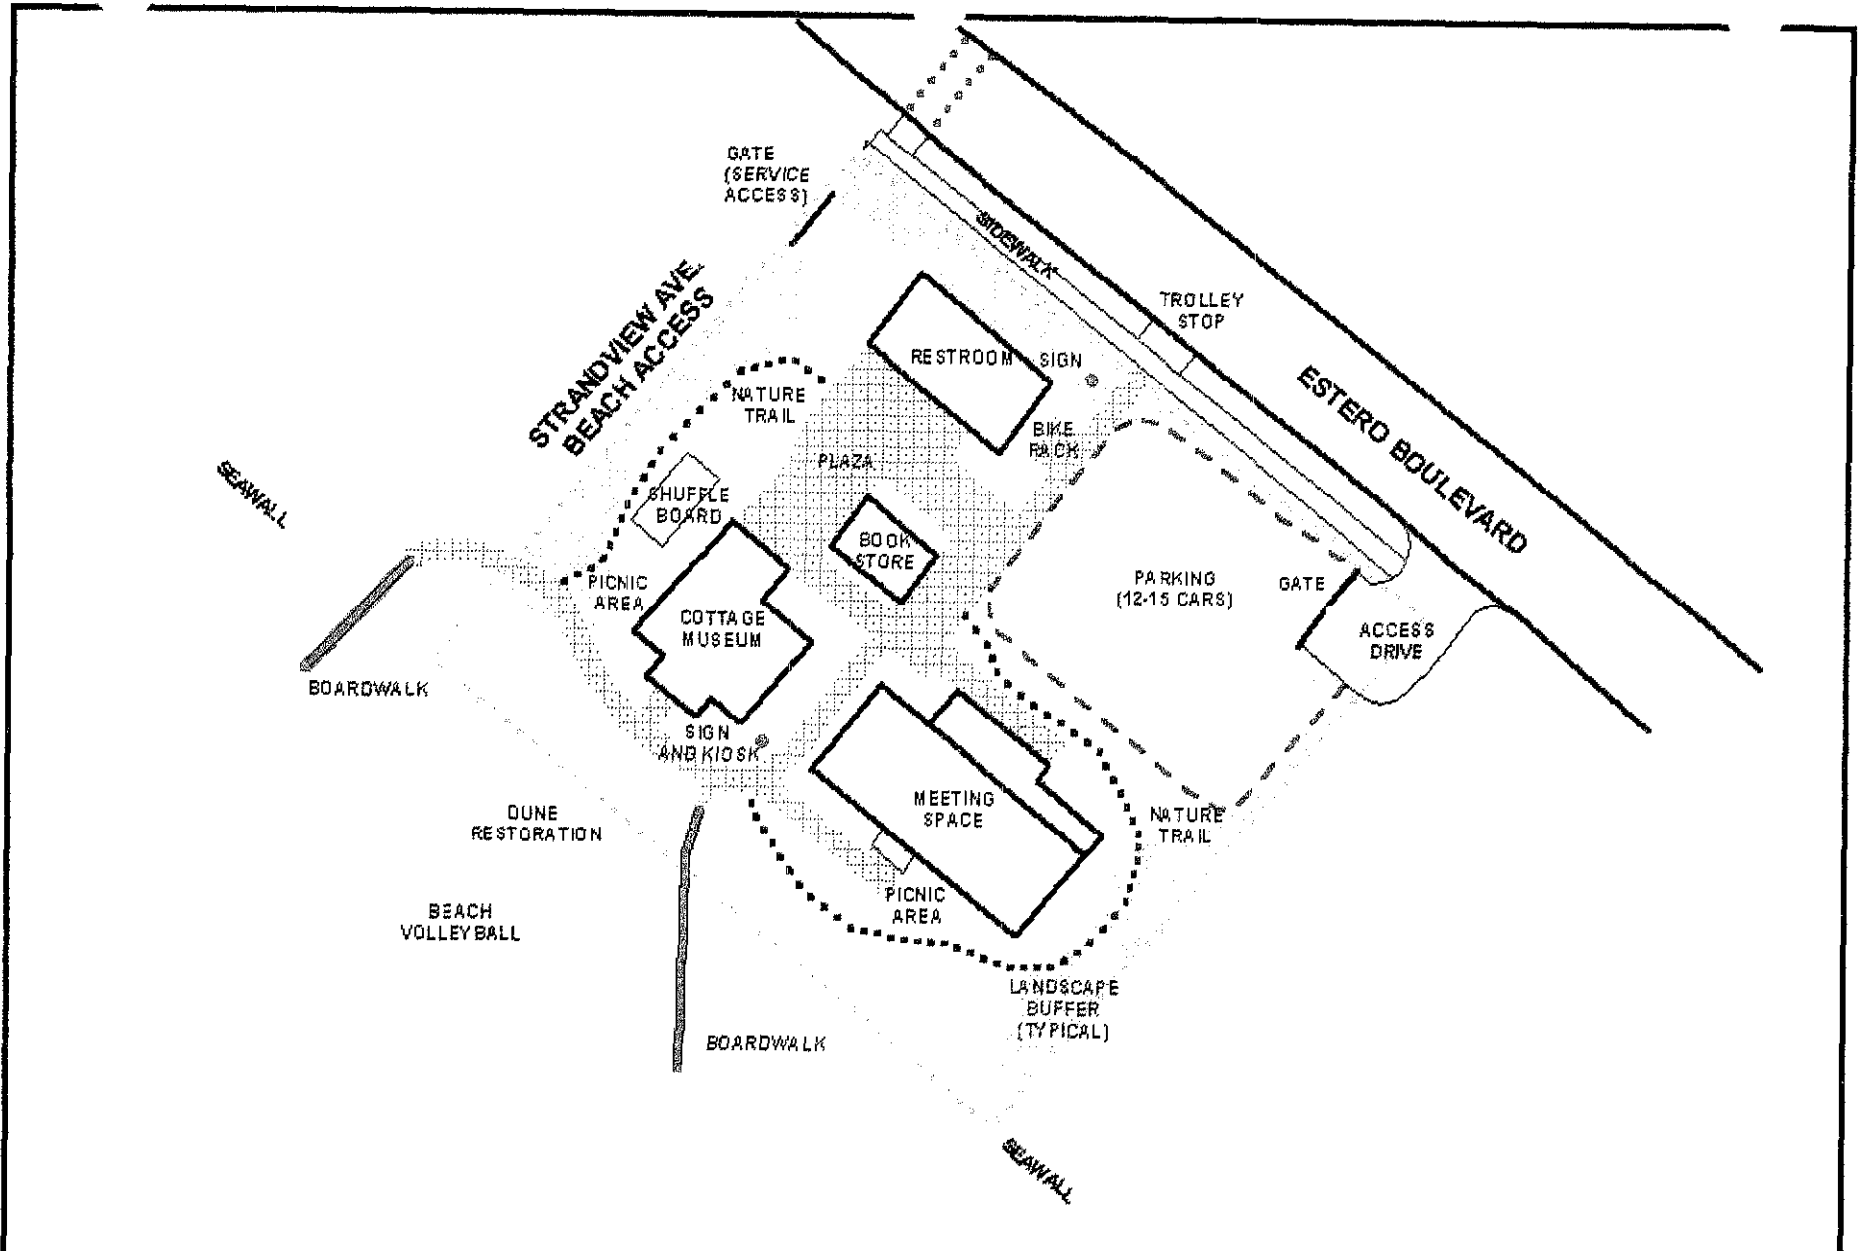 GATE
(SERVICE
ACCESS)
SIDEWALK
TROLLEY
STOP
STRANDVIEW AVE.
BEACH ACCESS
RESTROOM
SIGN
ESTERO BOULEVARD
NATURE
TRAIL
BIKE
RACK
PLAZA
SEAWALL
SHUFFLE
BOARD
BOOK
STORE
PICNIC
AREA
PARKING
(12-15 CARS)
GATE
COTTAGE
MUSEUM
ACCESS
DRIVE
BOARDWALK
SIGN
AND KIOSK
MEETING
SPACE
DUNE
RESTORATION
NATURE
TRAIL
PICNIC
AREA
BEACH
VOLLEYBALL
LANDSCAPE
BUFFER
(TYPICAL)
BOARDWALK
SEAWALL